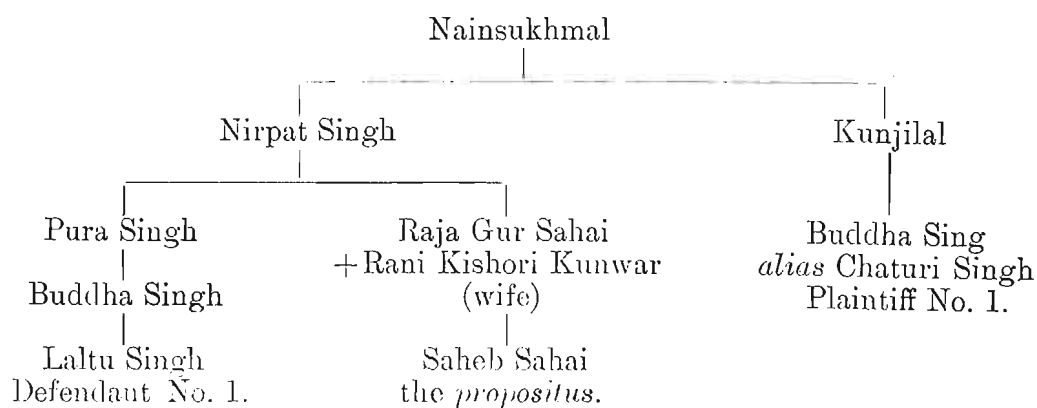 Nainsukhmal
Nirpat Singh
Kunjilal
Pura Singh
Raja Gur Sahai
+Rani Kishori Kunwar
(wife)
Buddha Sing
alias Chaturi Singh
Plaintiff No. 1.
Buddha Singh
Laltu Singh
Defendant No. 1.
Saheb Sahai
the propositus.